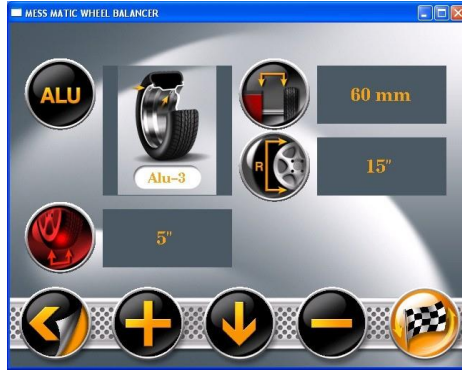 MESS MATIC WHEEL BALANCER
ALU
Alu-3
60 mm
R
15"
5"